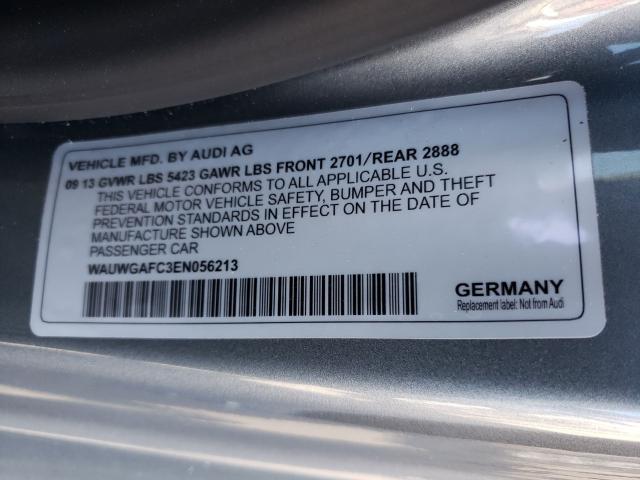 VEHICLE MFD. BY AUDI AG
09 13 GVWR LBS 5423 GAWR LBS FRONT 2701/REAR 2888
THIS VEHICLE CONFORMS TO ALL APPLICABLE U.S.
FEDERAL MOTOR VEHICLE SAFETY, BUMPER AND THEFT
PREVENTION STANDARDS IN EFFECT ON THE DATE OF
MANUFACTURE SHOWN ABOVE
PASSENGER CAR
WAUWGAFC3EN056213
GERMANY
Replacement label: Not from Audi